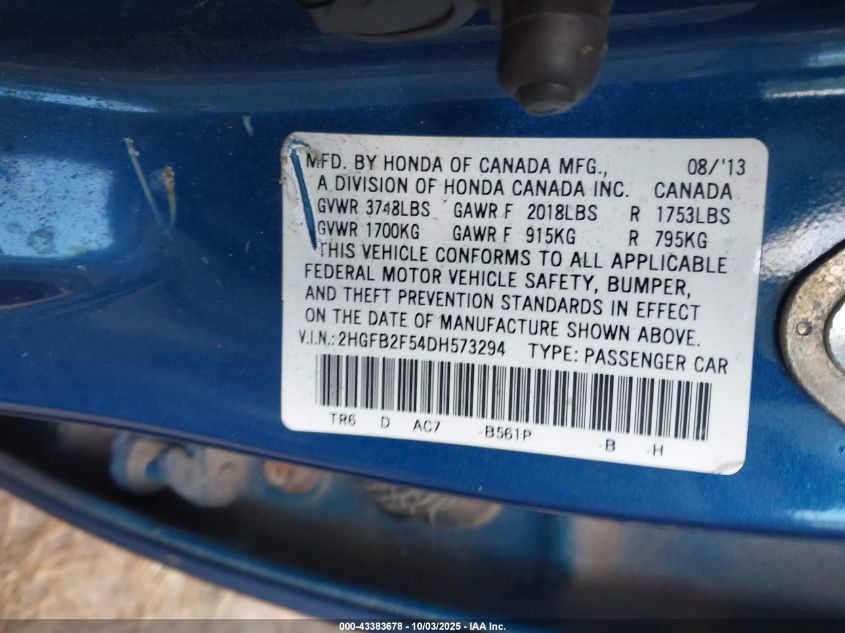 MFD. BY HONDA OF CANADA MFG., 08/'13
A DIVISION OF HONDA CANADA INC. CANADA
GVWR 3748LBS GAWR F 2018LBS R 1753LBS
GVWR 1700KG GAWR F 915KG R 795KG
THIS VEHICLE CONFORMS TO ALL APPLICABLE
FEDERAL MOTOR VEHICLE SAFETY, BUMPER,
AND THEFT PREVENTION STANDARDS IN EFFECT
ON THE DATE OF MANUFACTURE SHOWN ABOVE.
V.I.N.: 2HGFB2F54DH573294 TYPE: PASSENGER CAR
TR6 D AC7 -B561P -B -H
000-43383678 - 10/03/2025 - IAA Inc.